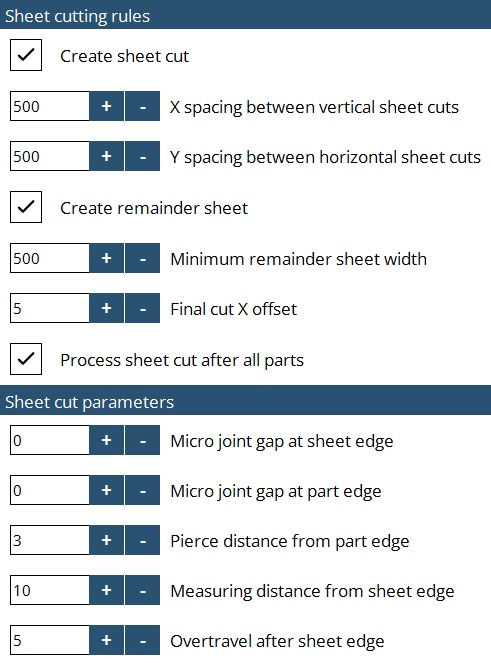 Sheet cutting rules
Create sheet cut
500 + - X spacing between vertical sheet cuts
500 + - Y spacing between horizontal sheet cuts
Create remainder sheet
500 + - Minimum remainder sheet width
5 + - Final cut X offset
Process sheet cut after all parts
Sheet cut parameters
0 + - Micro joint gap at sheet edge
0 + - Micro joint gap at part edge
3 + - Pierce distance from part edge
10 + - Measuring distance from sheet edge
5 + - Overtravel after sheet edge